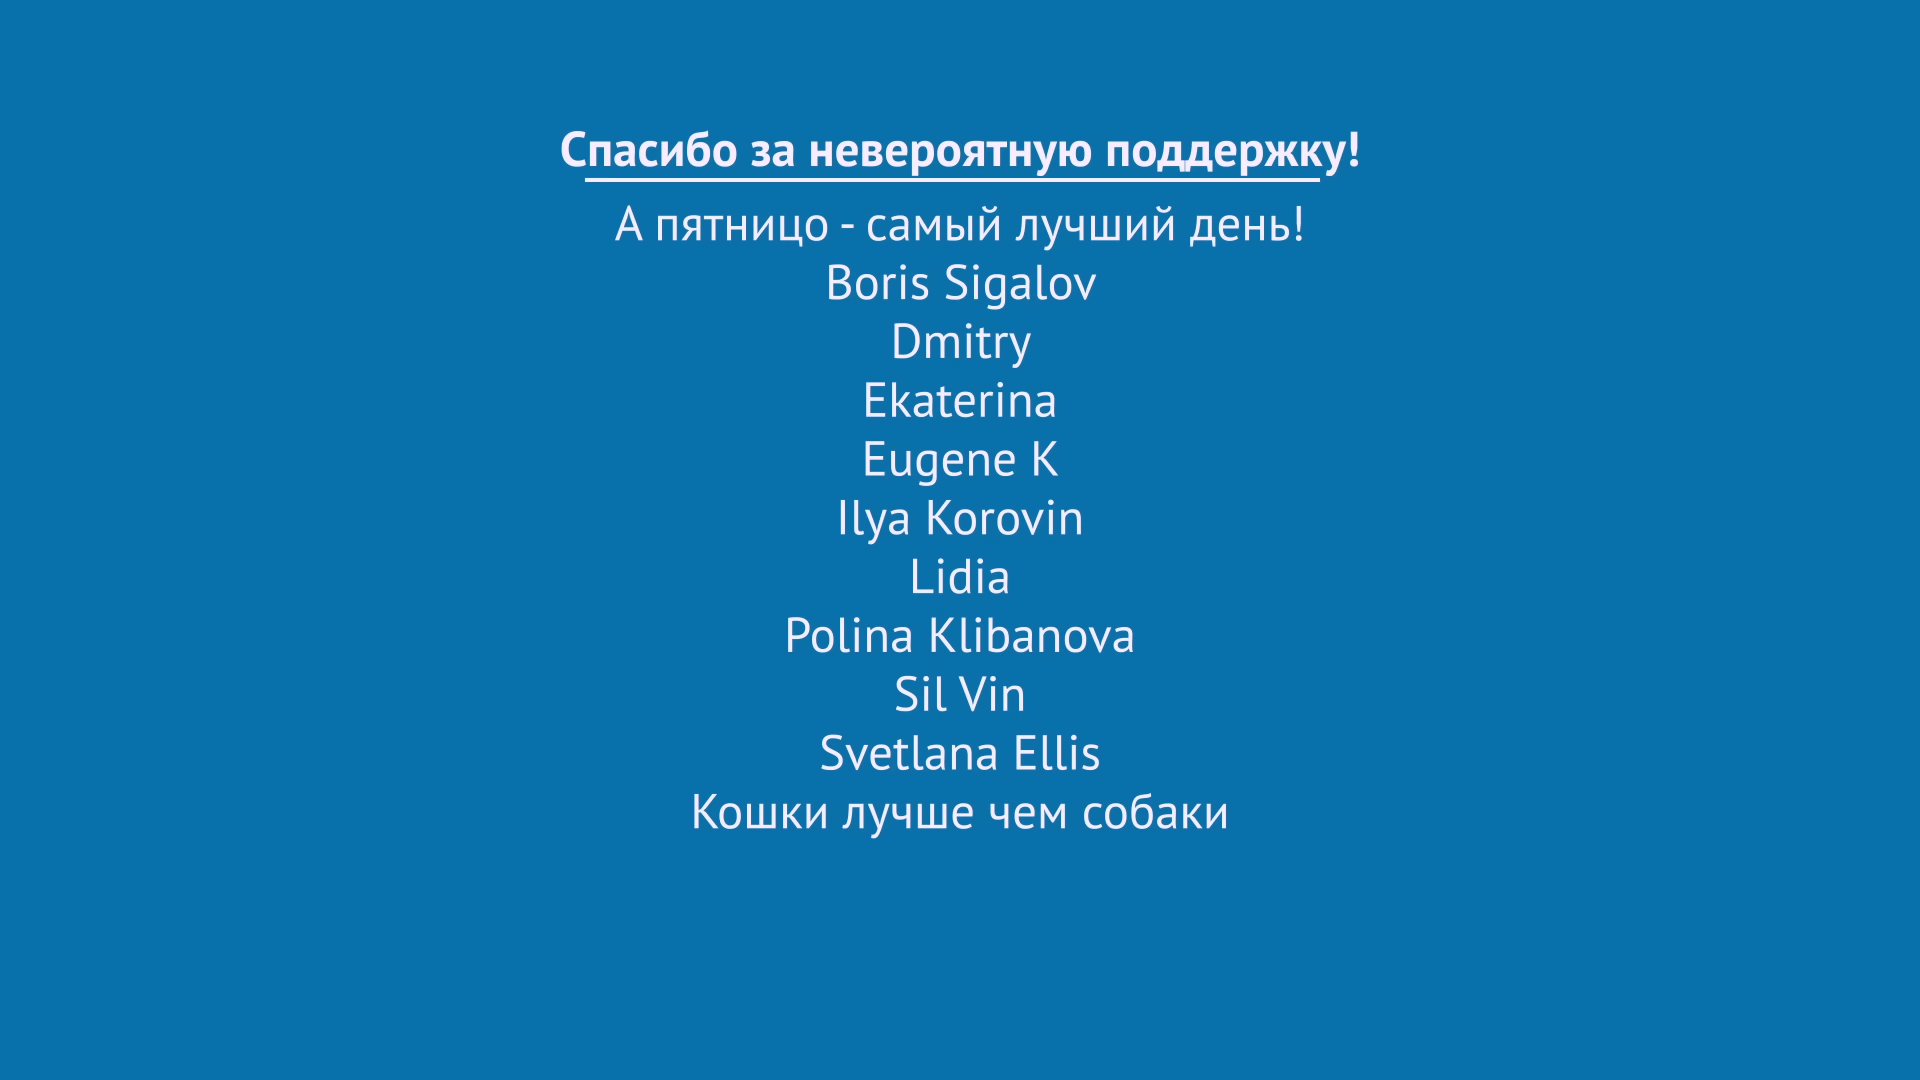 Спасибо за невероятную поддержку!
А пятницо - самый лучший день!
Boris Sigalov
Dmitry
Ekaterina
Eugene K
Ilya Korovin
Lidia
Polina Klibanova
Sil Vin
Svetlana Ellis
Кошки лучше чем собаки